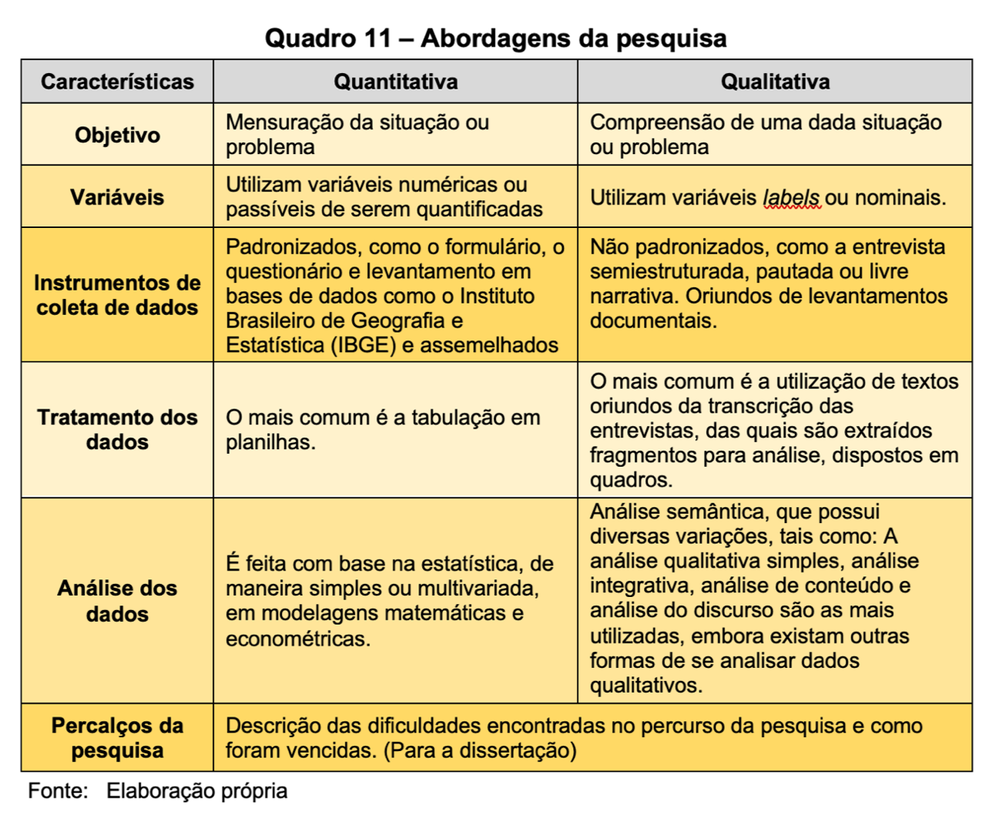 Quadro 11 – Abordagens da pesquisa
Características
Quantitativa
Qualitativa
Objetivo
Mensuração da situação ou
problema
Compreensão de uma dada situação
ou problema
Variáveis
Utilizam variáveis numéricas ou
passíveis de serem quantificadas
Utilizam variáveis labels ou nominais.
Instrumentos de
coleta de dados
Padronizados, como o formulário, o
questionário e levantamento em
bases de dados como o Instituto
Brasileiro de Geografia e
Estatística (IBGE) e assemelhados
Não padronizados, como a entrevista
semiestruturada, pautada ou livre
narrativa. Oriundos de levantamentos
documentais.
Tratamento dos
dados
O mais comum é a tabulação em
planilhas.
O mais comum é a utilização de textos
oriundos da transcrição das
entrevistas, das quais são extraídos
fragmentos para análise, dispostos em
quadros.
Análise dos
dados
É feita com base na estatística, de
maneira simples ou multivariada,
em modelagens matemáticas e
econométricas.
Análise semântica, que possui
diversas variações, tais como: A
análise qualitativa simples, análise
integrativa, análise de conteúdo e
análise do discurso são as mais
utilizadas, embora existam outras
formas de se analisar dados
qualitativos.
Percalços da
pesquisa
Descrição das dificuldades encontradas no percurso da pesquisa e como
foram vencidas. (Para a dissertação)
Fonte: Elaboração própria